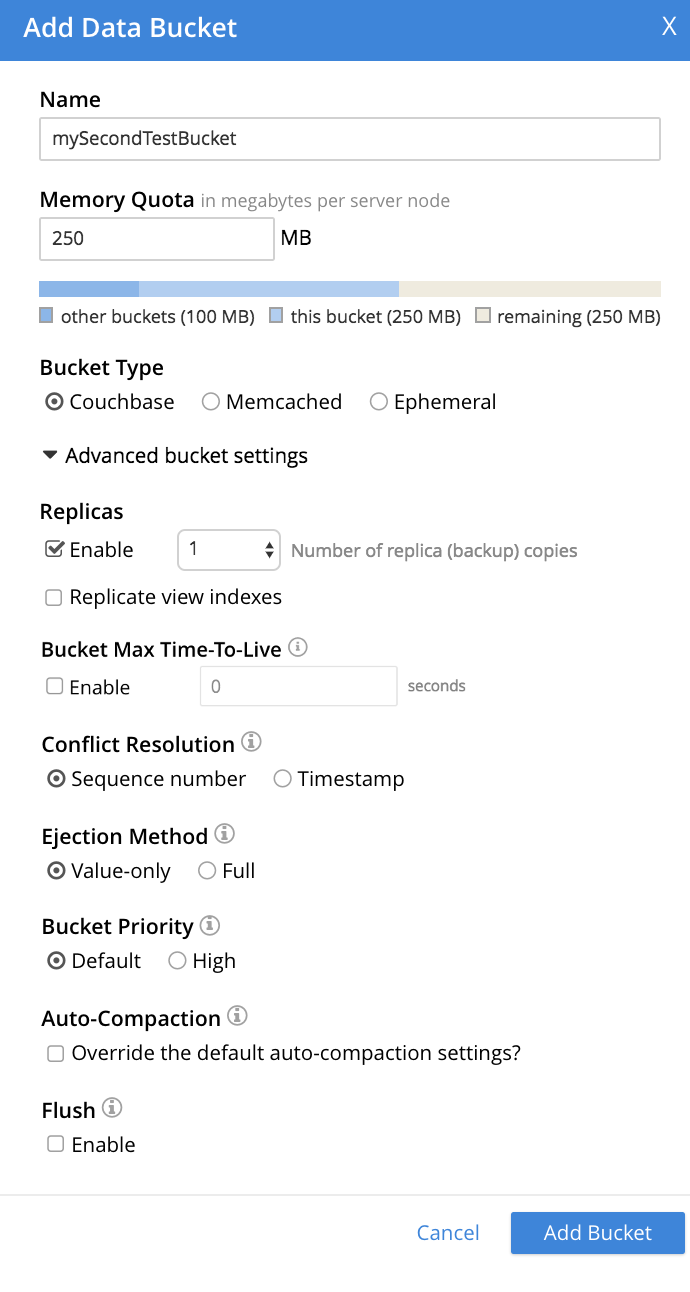 Add Data Bucket X
Name
mySecondTestBucket
Memory Quota in megabytes per server node
250 MB
other buckets (100 MB) this bucket (250 MB) remaining (250 MB)
Bucket Type
Couchbase Memcached Ephemeral
Advanced bucket settings
Replicas
Enable 1 Number of replica (backup) copies
Replicate view indexes
Bucket Max Time-To-Live
Enable 0 seconds
Conflict Resolution
Sequence number Timestamp
Ejection Method
Value-only Full
Bucket Priority
Default High
Auto-Compaction
Override the default auto-compaction settings?
Flush
Enable
Cancel Add Bucket